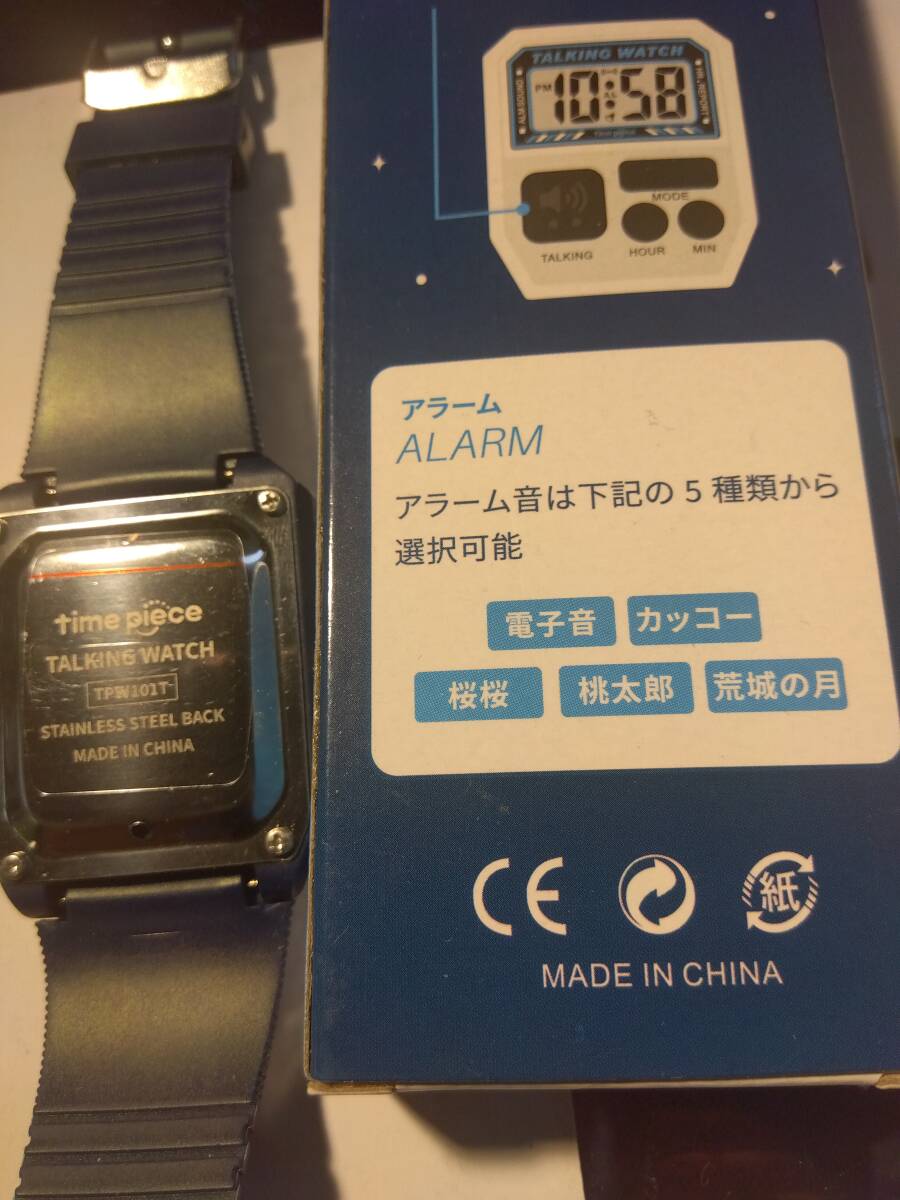 TALKING WATCH
PM
10:58
ALM.SOUND
HR.REPORT
time piece
MODE
TALKING
HOUR
MIN
アラーム
ALARM
アラーム音は下記の 5 種類から
選択可能
電子音
カッコー
桜桜
桃太郎
荒城の月
CE
紙
MADE IN CHINA
time piece
TALKING WATCH
TPW101T
STAINLESS STEEL BACK
MADE IN CHINA